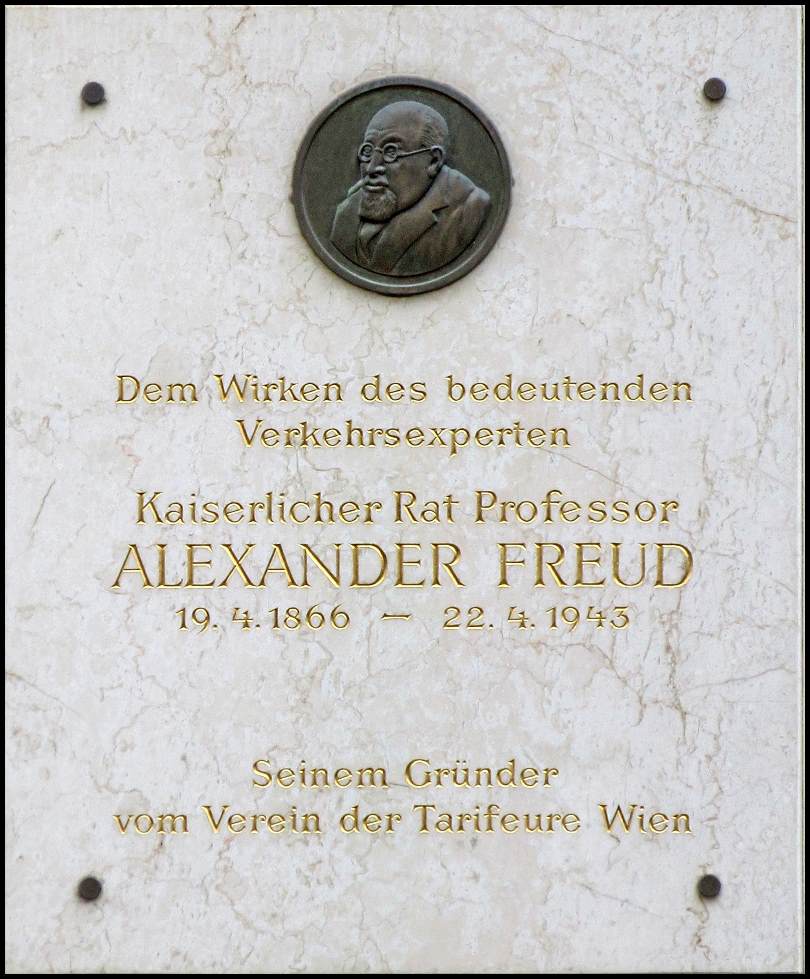 Dem Wirken des bedeutenden
Verkehrsexperten
Kaiserlicher Rat Professor
ALEXANDER FREUD
19. 4. 1866 – 22. 4. 1943
Seinem Gründer
vom Verein der Tarifeure Wien